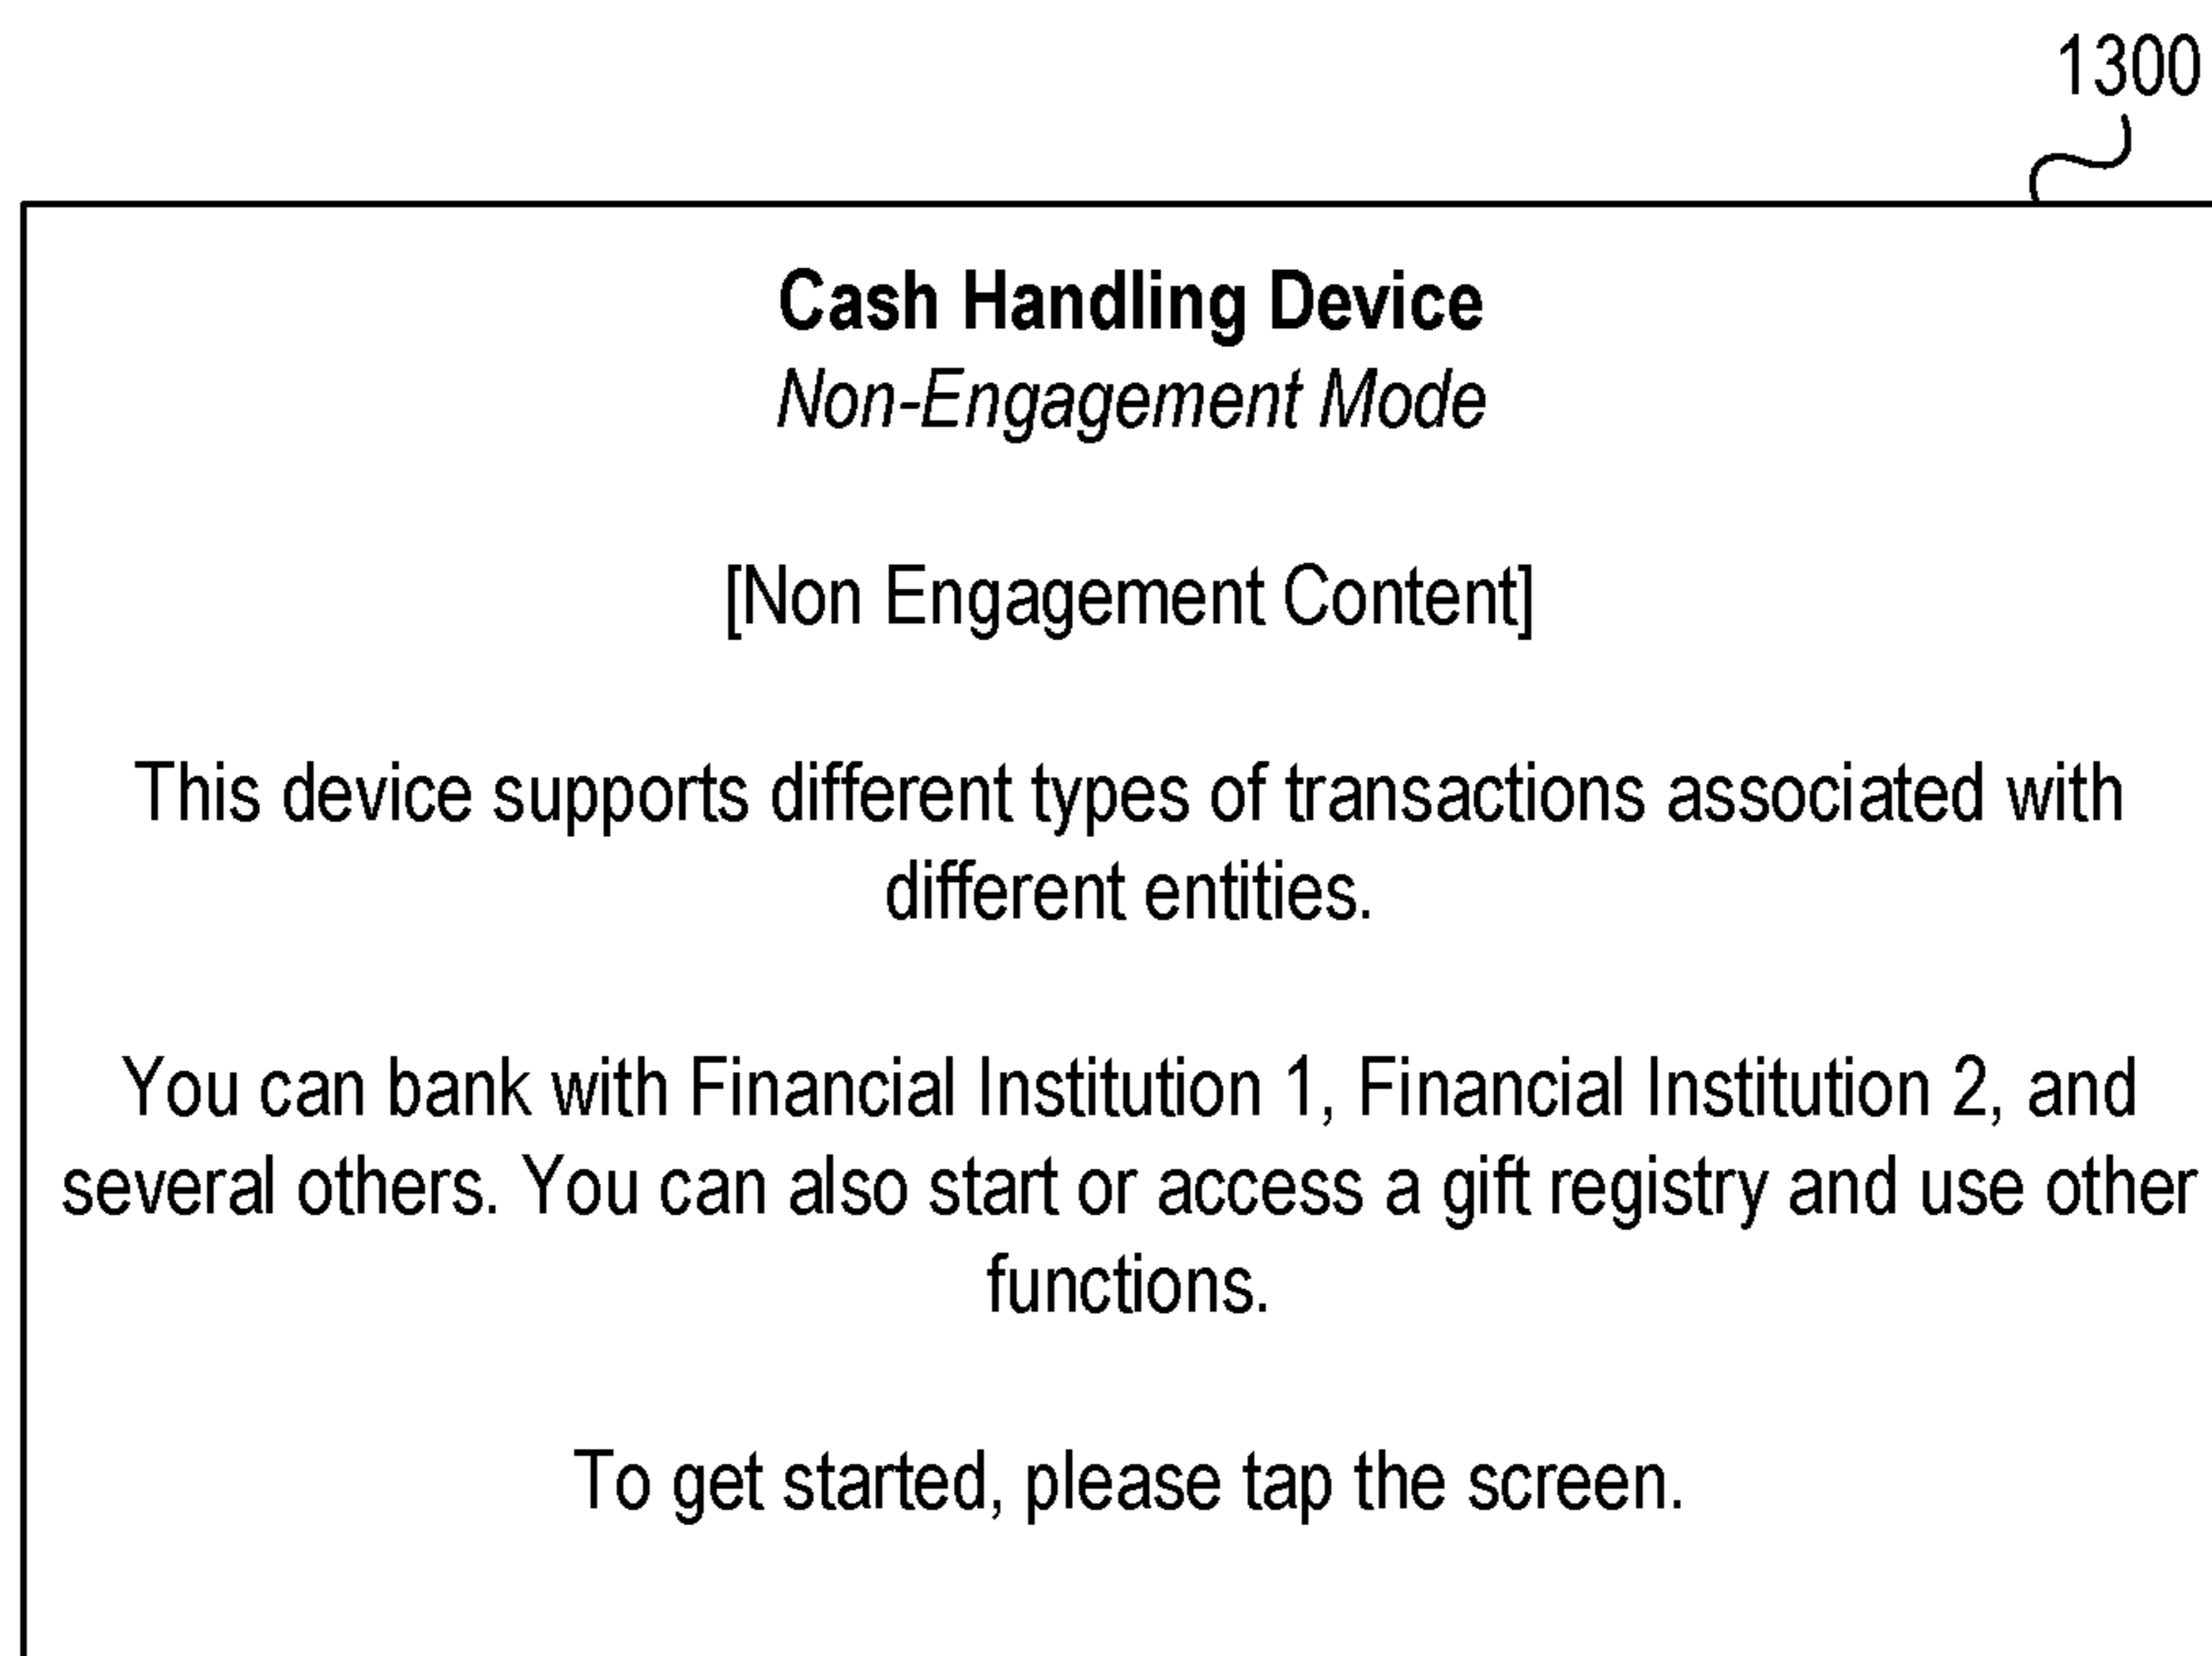 1300
Cash Handling Device
Non-Engagement Mode
[Non Engagement Content]
This device supports different types of transactions associated with
different entities.
You can bank with Financial Institution 1, Financial Institution 2, and
several others. You can also start or access a gift registry and use other
functions.
To get started, please tap the screen.